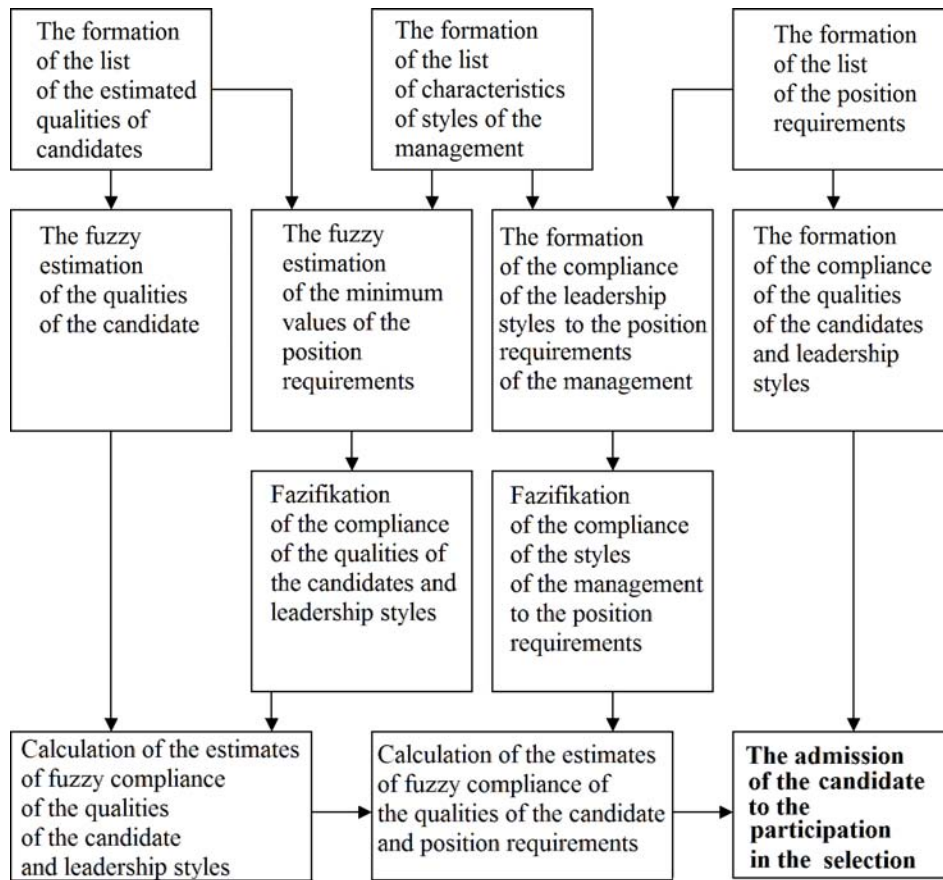 The formation
of the list
of the estimated
qualities of
candidates
The formation
of the list
of characteristics
of styles of the
management
The formation
of the list
of the position
requirements
The fuzzy
estimation
of the qualities
of the candidate
The fuzzy
estimation
of the minimum
values of the
position
requirements
The formation
of the compliance
of the leadership
styles to the position
requirements
of the management
The formation
of the compliance
of the qualities
of the candidates
and leadership
styles
Fazifikation
of the compliance
of the qualities of
the candidates and
leadership styles
Fazifikation
of the compliance
of the styles
of the management
to the position
requirements
Calculation of the estimates
of fuzzy compliance
of the qualities
of the candidate
and leadership styles
Calculation of the estimates
of fuzzy compliance of
the qualities of the candidate
and position requirements
The admission
of the candidate
to the
participation
in the selection